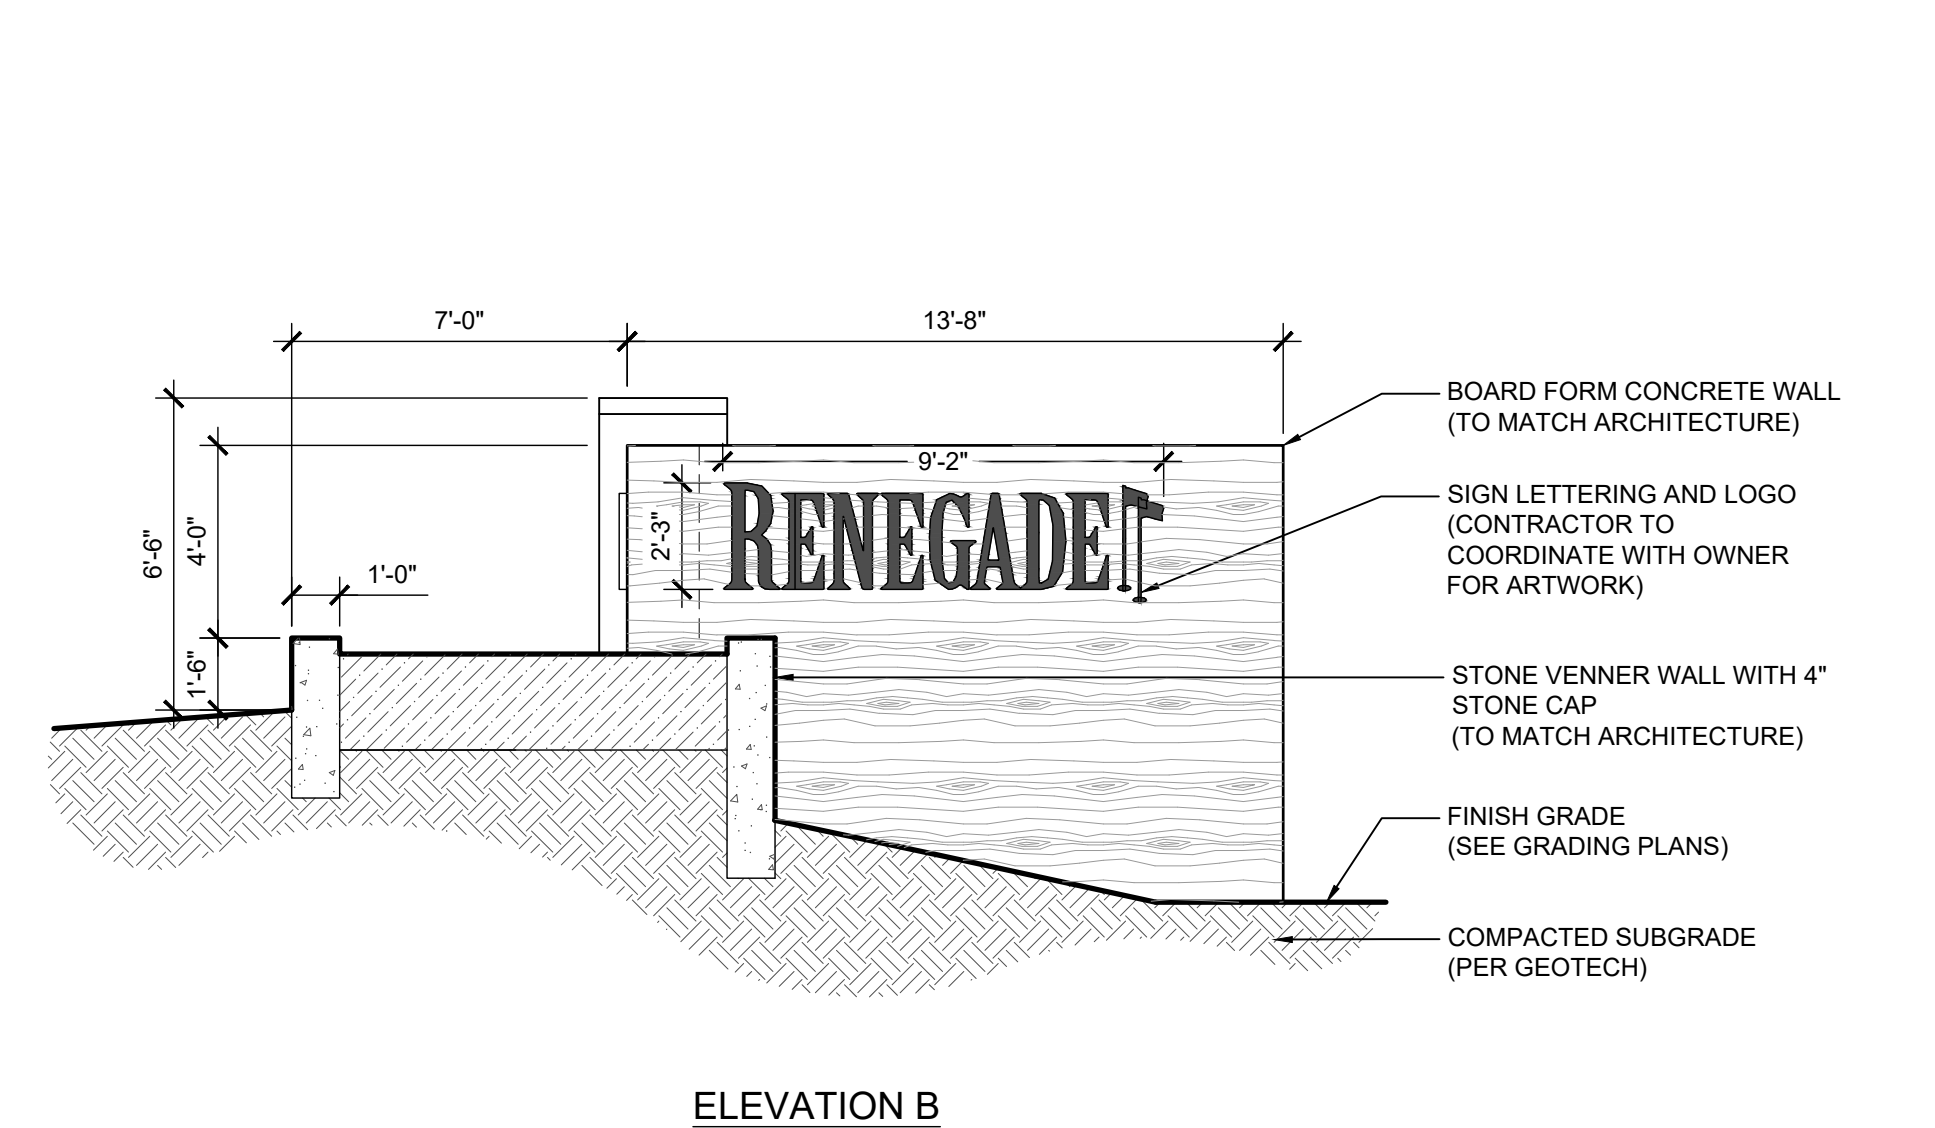 7'-0"
13'-8"
BOARD FORM CONCRETE WALL
(TO MATCH ARCHITECTURE)
9'-2"
RENEGADE
2'-3"
6'-6"
4'-0"
1'-0"
1'-6"
SIGN LETTERING AND LOGO
(CONTRACTOR TO
COORDINATE WITH OWNER
FOR ARTWORK)
STONE VENNER WALL WITH 4"
STONE CAP
(TO MATCH ARCHITECTURE)
FINISH GRADE
(SEE GRADING PLANS)
COMPACTED SUBGRADE
(PER GEOTECH)
ELEVATION B